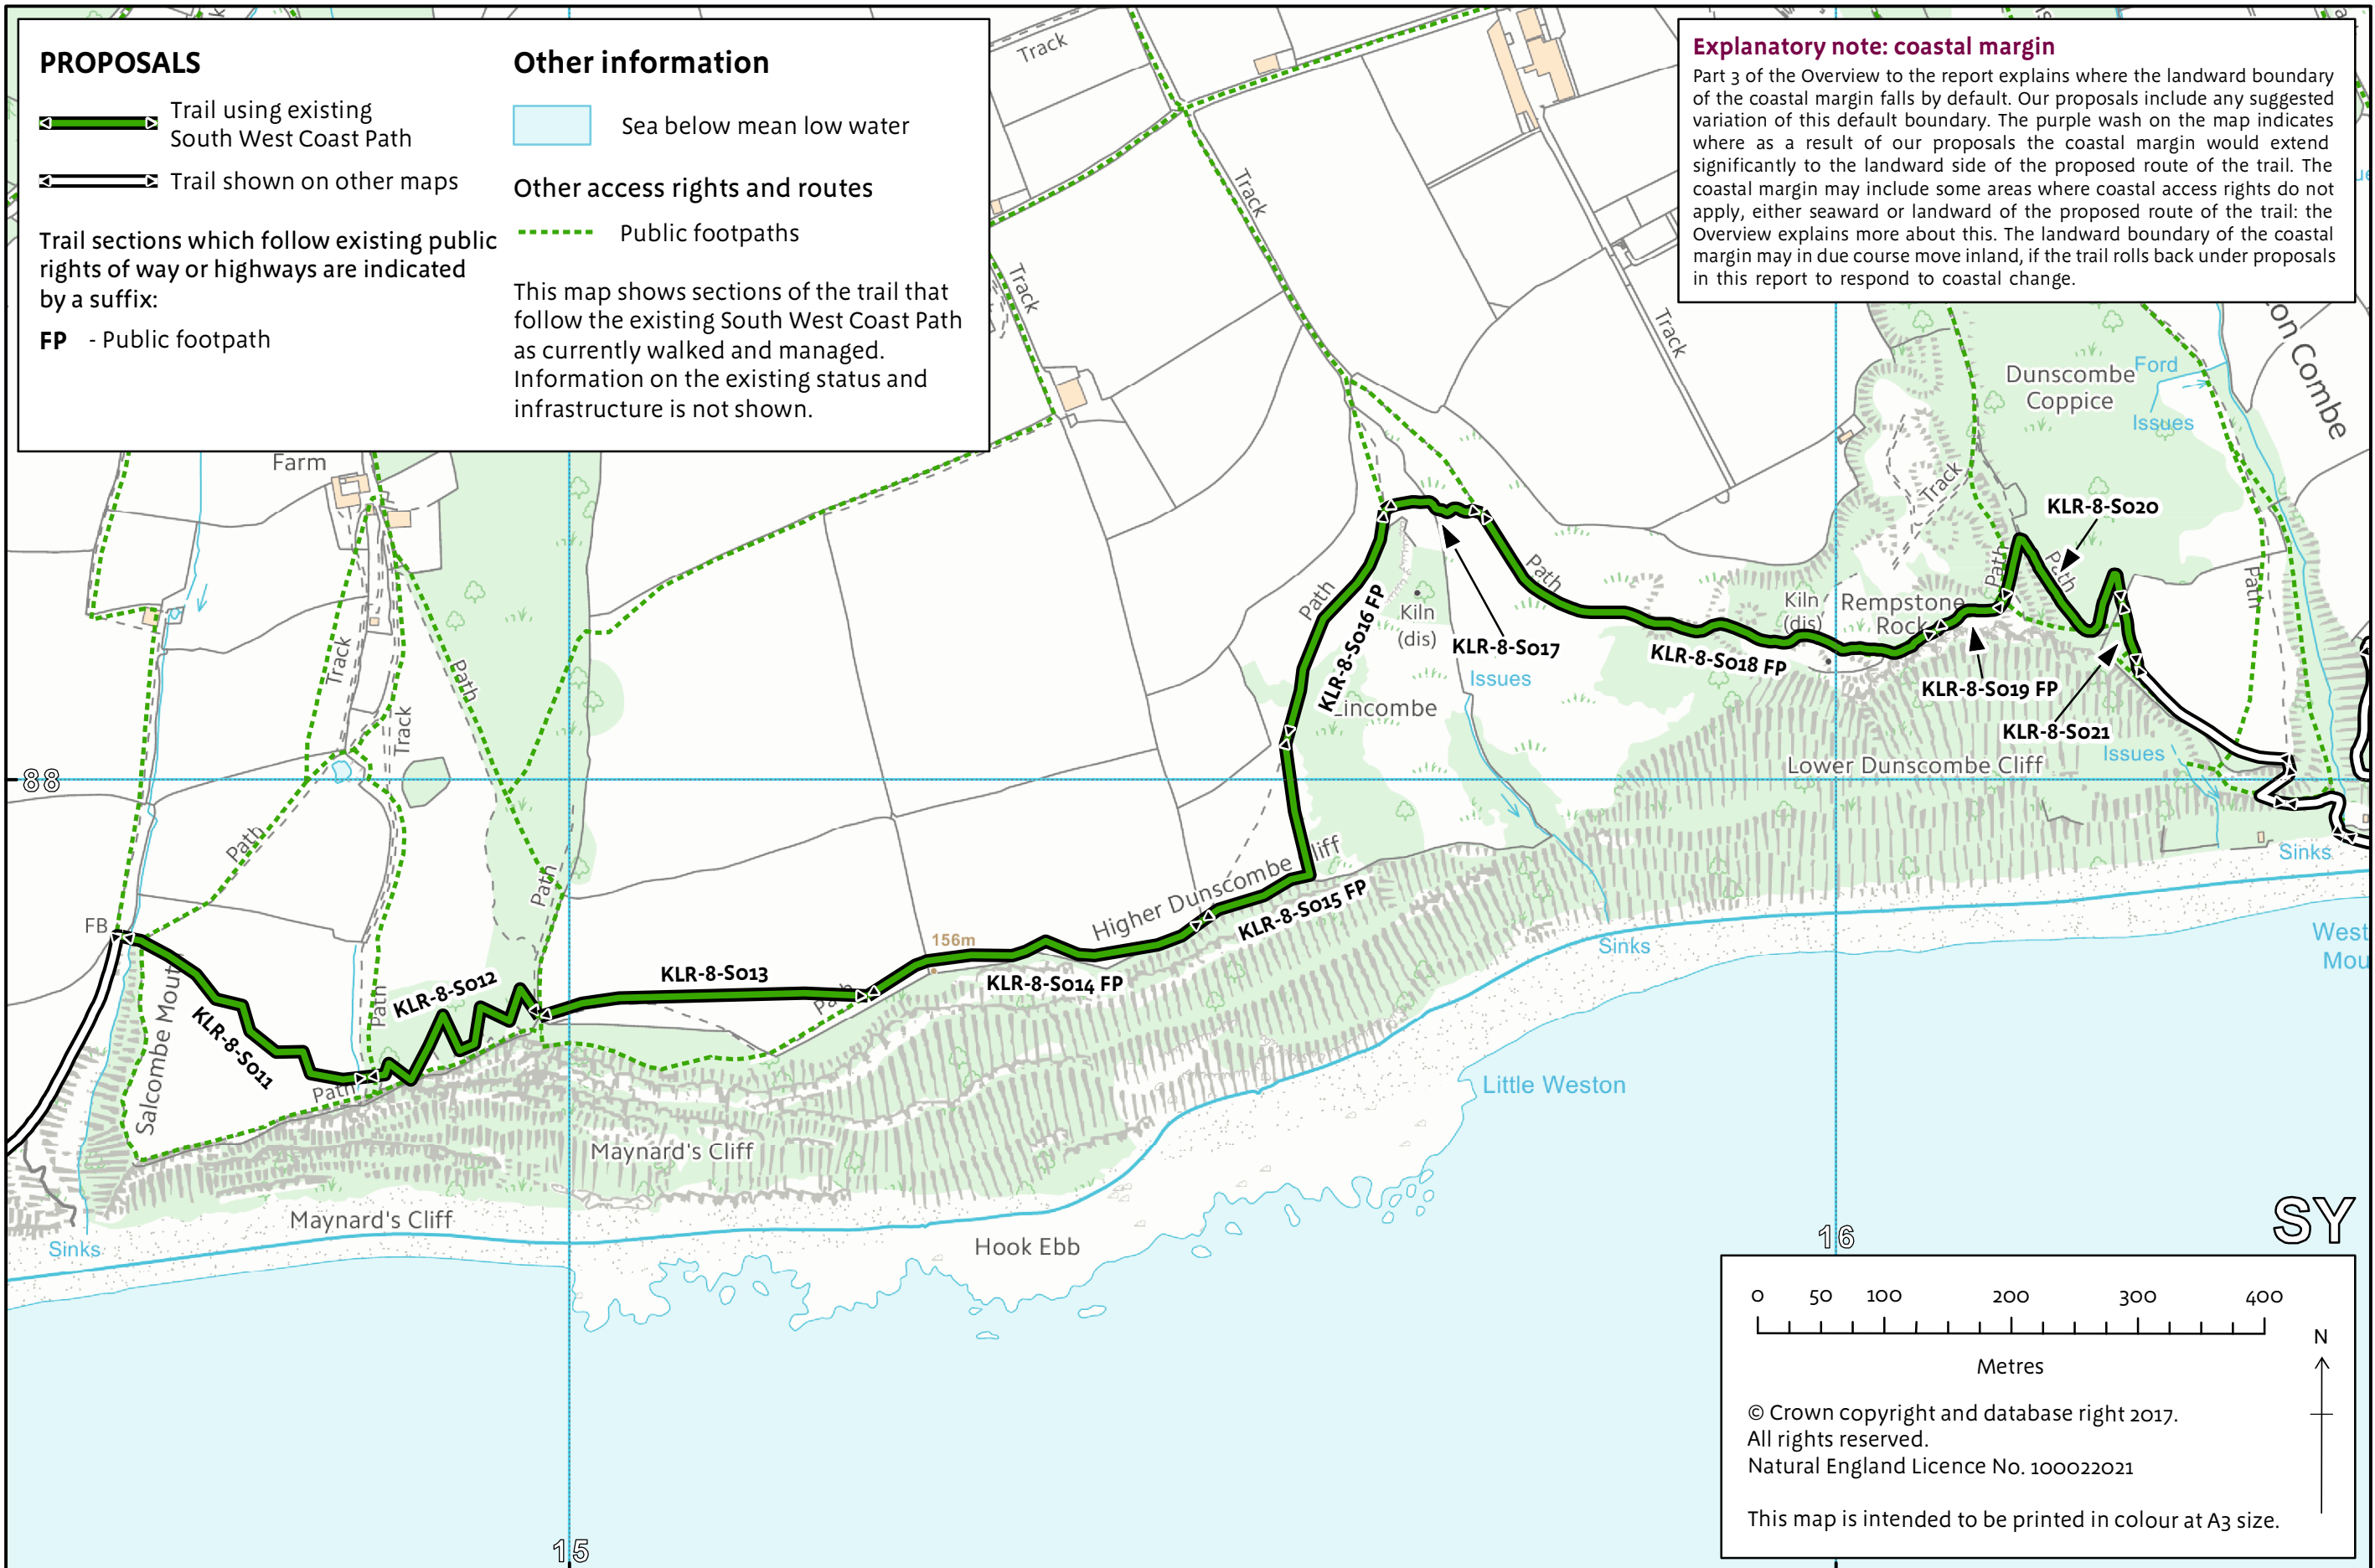 PROPOSALS
Trail using existing
South West Coast Path
Trail shown on other maps
Trail sections which follow existing public
rights of way or highways are indicated
by a suffix:
FP - Public footpath
Other information
Sea below mean low water
Other access rights and routes
Public footpaths
This map shows sections of the trail that
follow the existing South West Coast Path
as currently walked and managed.
Information on the existing status and
infrastructure is not shown.
Explanatory note: coastal margin
Part 3 of the Overview to the report explains where the landward boundary
of the coastal margin falls by default. Our proposals include any suggested
variation of this default boundary. The purple wash on the map indicates
where as a result of our proposals the coastal margin would extend
significantly to the landward side of the proposed route of the trail. The
coastal margin may include some areas where coastal access rights do not
apply, either seaward or landward of the proposed route of the trail: the
Overview explains more about this. The landward boundary of the coastal
margin may in due course move inland, if the trail rolls back under proposals
in this report to respond to coastal change.
Track
Track
Track
Track
Farm
Track
Track
Path
Path
Path
Path
Path
Path
FB
88
Salcombe Mout
KLR-8-S011
KLR-8-S012
KLR-8-S013
Path
156m
KLR-8-S014 FP
Higher Dunscombe
liff
KLR-8-S015 FP
KLR-8-S016 FP
Path
Kiln
(dis)
KLR-8-S017
Issues
Lincombe
Path
KLR-8-S018 FP
Kiln
(dis)
Rempstone
Rock
Track
Path
Path
KLR-8-S019 FP
KLR-8-S020
KLR-8-S021
Dunscombe
Coppice
Ford
Issues
on Combe
Path
Issues
Lower Dunscombe Cliff
Sinks
West
Mou
Sinks
Little Weston
Maynard's Cliff
Maynard's Cliff
Hook Ebb
Sinks
15
16
SY
0 50 100 200 300 400
Metres
N
© Crown copyright and database right 2017.
All rights reserved.
Natural England Licence No. 100022021
This map is intended to be printed in colour at A3 size.